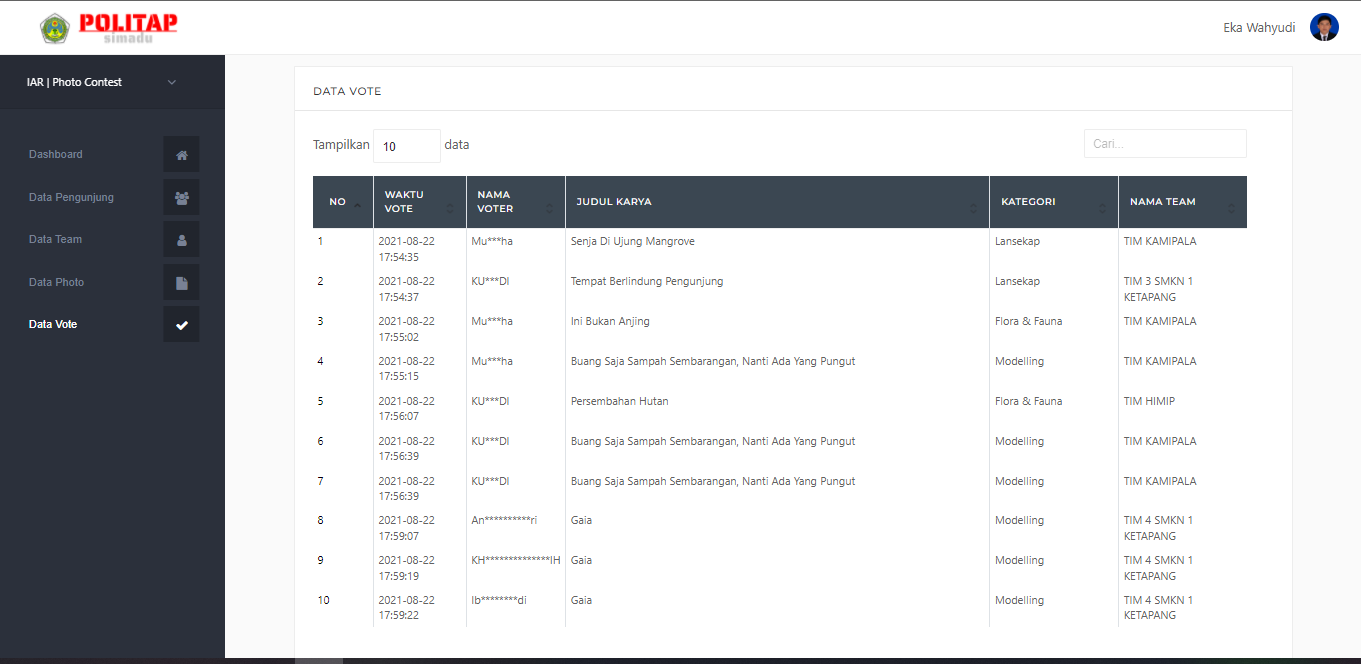 POLITAP
simadu
Eka Wahyudi
IAR | Photo Contest
Dashboard
Data Pengunjung
Data Team
Data Photo
Data Vote
DATA VOTE
Tampilkan 10 data
Cari...
NO WAKTU VOTE NAMA VOTER JUDUL KARYA KATEGORI NAMA TEAM
1 2021-08-22 17:54:35 Mu***ha Senja Di Ujung Mangrove Lansekap TIM KAMIPALA
2 2021-08-22 17:54:37 KU***DI Tempat Berlindung Pengunjung Lansekap TIM 3 SMKN 1 KETAPANG
3 2021-08-22 17:55:02 Mu***ha Ini Bukan Anjing Flora & Fauna TIM KAMIPALA
4 2021-08-22 17:55:15 Mu***ha Buang Saja Sampah Sembarangan, Nanti Ada Yang Pungut Modelling TIM KAMIPALA
5 2021-08-22 17:56:07 KU***DI Persembahan Hutan Flora & Fauna TIM HIMIP
6 2021-08-22 17:56:39 KU***DI Buang Saja Sampah Sembarangan, Nanti Ada Yang Pungut Modelling TIM KAMIPALA
7 2021-08-22 17:56:39 KU***DI Buang Saja Sampah Sembarangan, Nanti Ada Yang Pungut Modelling TIM KAMIPALA
8 2021-08-22 17:59:07 An**********ri Gaia Modelling TIM 4 SMKN 1 KETAPANG
9 2021-08-22 17:59:19 KH**************IH Gaia Modelling TIM 4 SMKN 1 KETAPANG
10 2021-08-22 17:59:22 Ib********di Gaia Modelling TIM 4 SMKN 1 KETAPANG